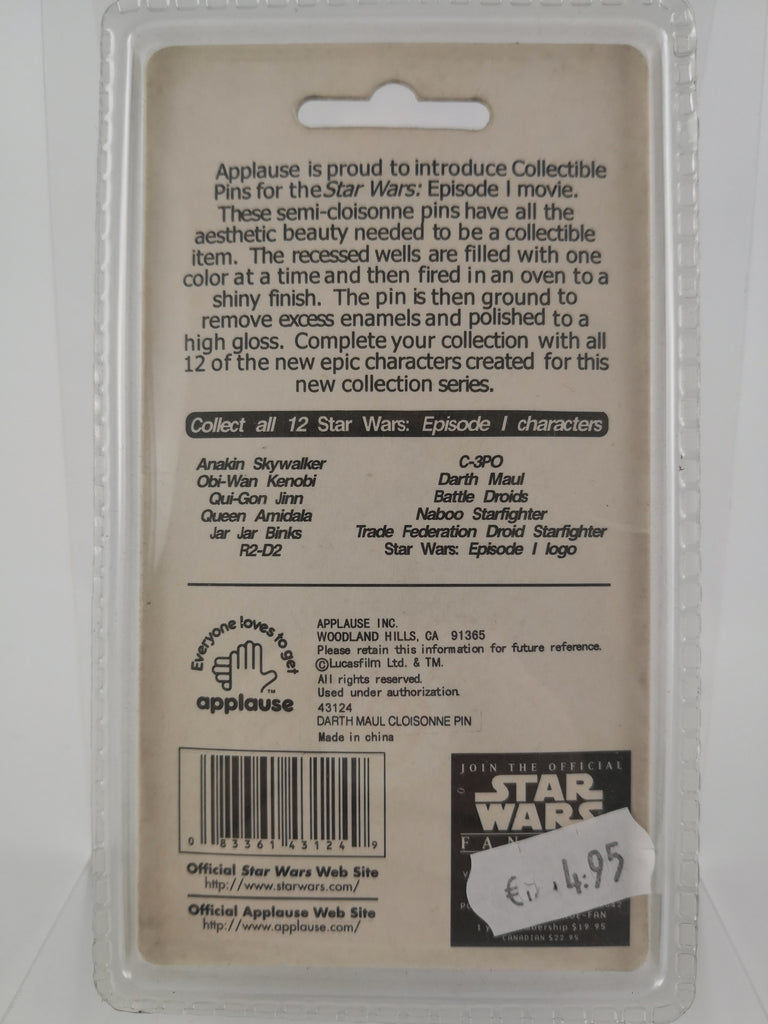 Applause is proud to introduce Collectible
Pins for the Star Wars: Episode I movie.
These semi-cloisonne pins have all the
aesthetic beauty needed to be a collectible
item. The recessed wells are filled with one
color at a time and then fired in an oven to a
shiny finish. The pin is then ground to
remove excess enamels and polished to a
high gloss. Complete your collection with all
12 of the new epic characters created for this
new collection series.
Collect all 12 Star Wars: Episode I characters
Anakin Skywalker
Obi-Wan Kenobi
Qui-Gon Jinn
Queen Amidala
Jar Jar Binks
R2-D2
C-3PO
Darth Maul
Battle Droids
Naboo Starfighter
Trade Federation Droid Starfighter
Star Wars: Episode I logo
Everyone loves to get
applause
TM
APPLAUSE INC.
WOODLAND HILLS, CA 91365
Please retain this information for future reference.
©Lucasfilm Ltd. & TM.
All rights reserved.
Used under authorization.
43124
DARTH MAUL CLOISONNE PIN
Made in china
0 83361 43124 9
Official Star Wars Web Site
http://www.starwars.com/
Official Applause Web Site
http://www.applause.com/
JOIN THE OFFICIAL
STAR
WARS
FAN
€ 4.95
-FAN
$19.95
CANADIAN $22.95